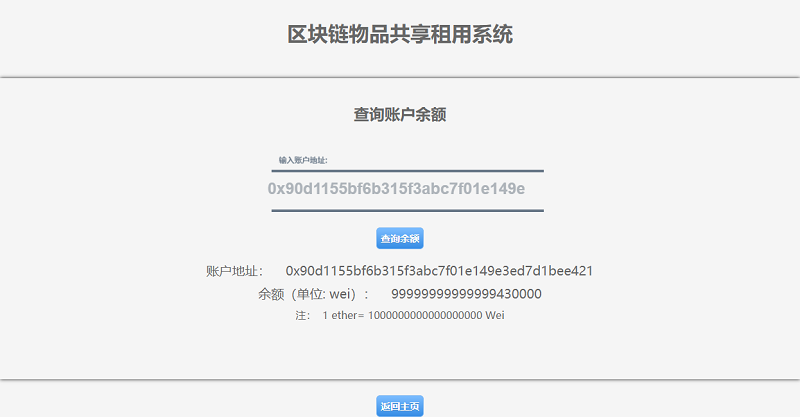 区块链物品共享租用系统
查询账户余额
输入账户地址:
0x90d1155bf6b315f3abc7f01e149e
查询余额
账户地址： 0x90d1155bf6b315f3abc7f01e149e3ed7d1bee421
余额（单位: wei）： 99999999999999430000
注： 1 ether= 1000000000000000000 Wei
返回主页